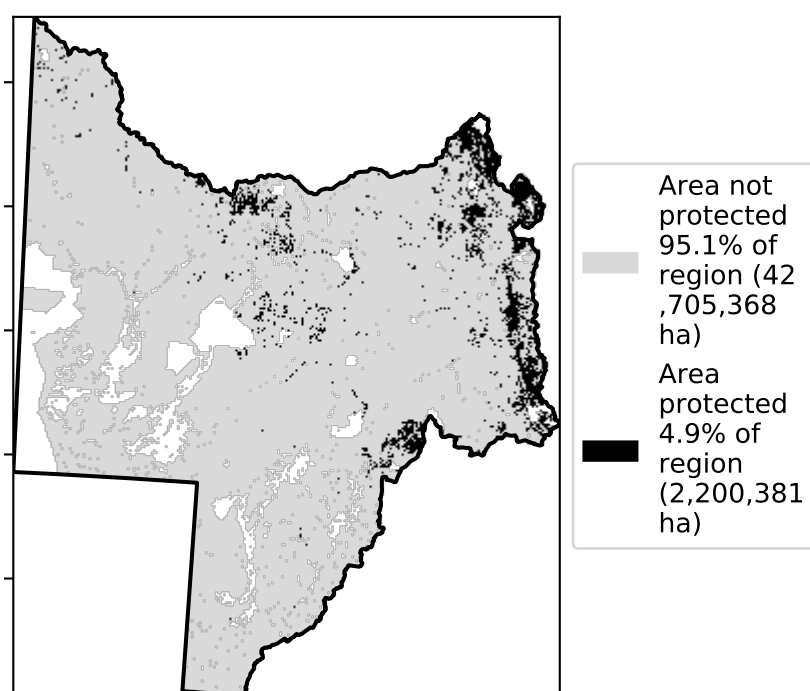 Area not
protected
95.1% of
region (42
,705,368
ha)
Area
protected
4.9% of
region
(2,200,381
ha)